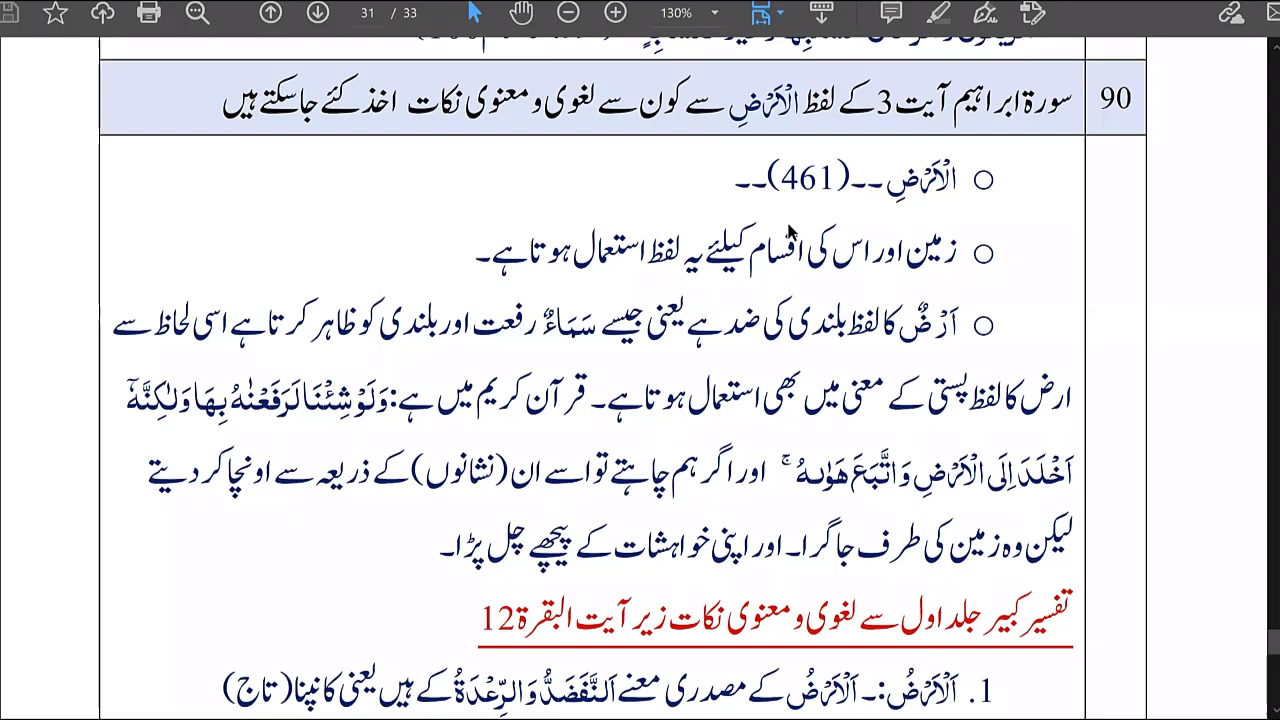 31 / 33
130%
90
سورۃ ابراہیم آیت 3 کے لفظ الۡاَرۡضِ سے کون سے لغوی و معنوی نکات اخذ کئے جاسکتے ہیں
○ الۡاَرۡضِ ۔۔(461)۔۔
○ زمین اور اس کی اقسام کیلئے یہ لفظ استعمال ہوتا ہے۔
○ اَرْضٌ کا لفظ بلندی کی ضد ہے یعنی جیسے سَمَاءٌ رفعت اور بلندی کو ظاہر کرتا ہے اسی لحاظ سے
ارض کا لفظ پستی کے معنی میں بھی استعمال ہوتا ہے۔ قرآن کریم میں ہے: وَلَوۡ شِئۡنَا لَرَفَعۡنٰهُ بِهَا وَلٰکِنَّهٗۤ
اَخۡلَدَ اِلَی الۡاَرۡضِ وَ اتَّبَعَ هَوٰىهُ ۚ اور اگر ہم چاہتے تو اسے ان (نشانوں) کے ذریعہ سے اونچا کر دیتے
لیکن وہ زمین کی طرف جا گرا۔ اور اپنی خواہشات کے پیچھے چل پڑا۔
تفسیر کبیر جلد اول سے لغوی و معنوی نکات زیر آیت البقرۃ 12
1. اَلْاَرْضُ:۔ اَلْاَرْضُ کے مصدری معنے اَلنَّفَضَۃُ وَالرِّعْدَۃُ کے ہیں یعنی کانپنا (تاج)